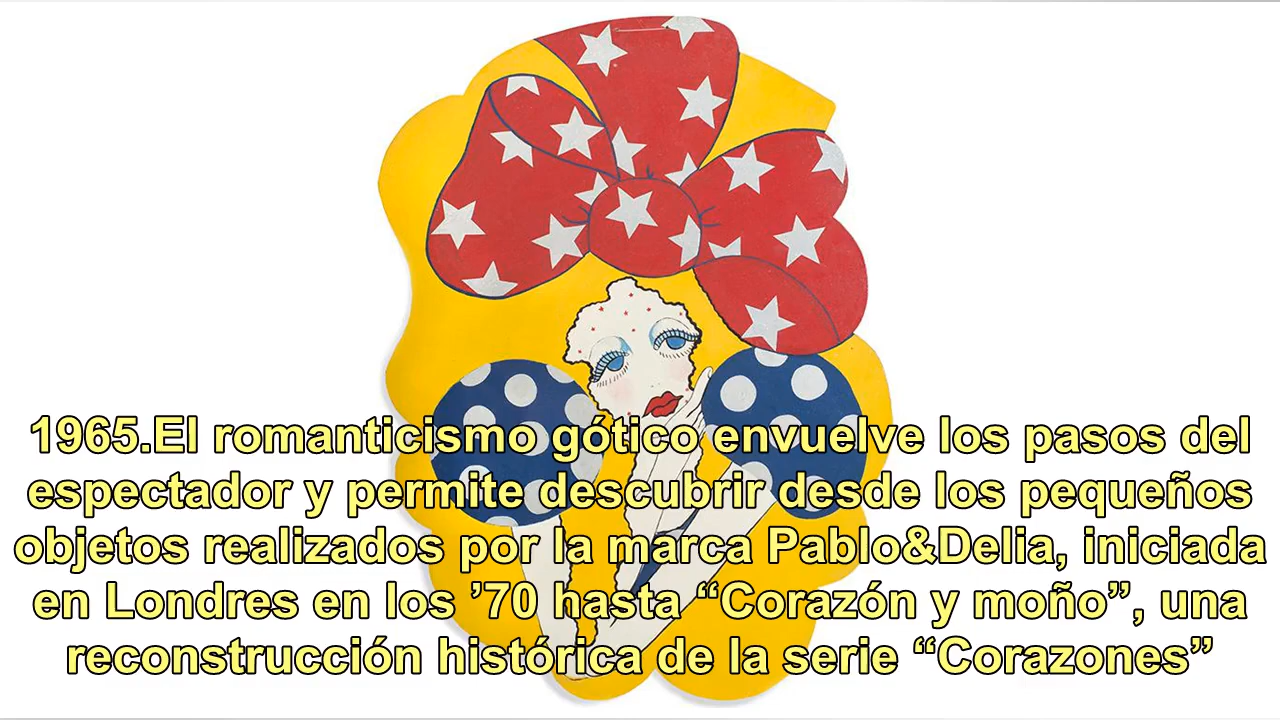 1965.El romanticismo gótico envuelve los pasos del
espectador y permite descubrir desde los pequeños
objetos realizados por la marca Pablo&Delia, iniciada
en Londres en los ’70 hasta “Corazón y moño”, una
reconstrucción histórica de la serie “Corazones”